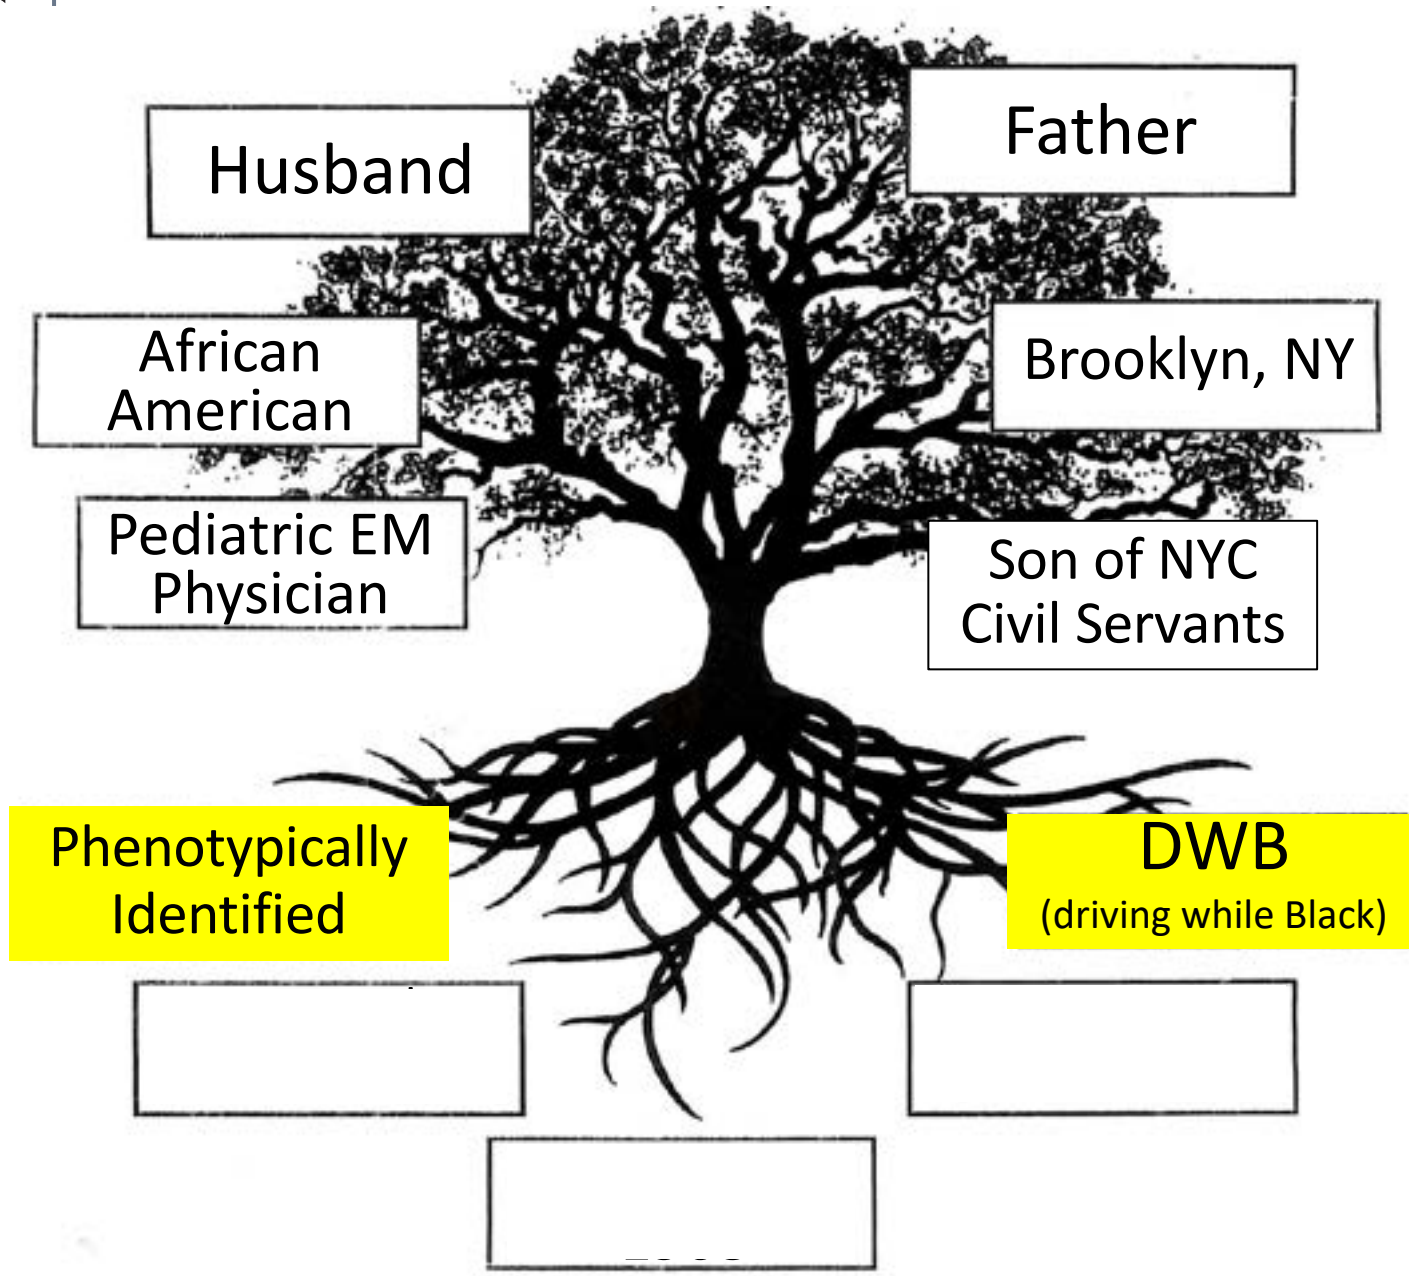 Husband
Father
African
American
Brooklyn, NY
Pediatric EM
Physician
Son of NYC
Civil Servants
Phenotypically
Identified
DWB
(driving while Black)